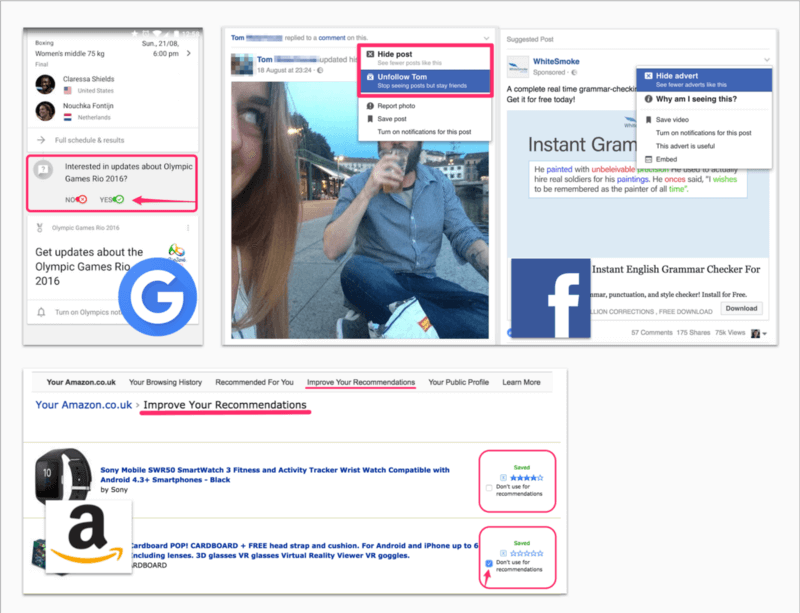 Boxing
Women's middle 75 kg
Final
Sun., 21/08,
6:00 pm
Claressa Shields
United States
Nouchka Fontijn
Netherlands
Full schedule & results
Interested in updates about Olympic
Games Rio 2016?
NO YES
Olympic Games Rio 2016
Get updates about the
Olympic Games Rio
2016
Turn on Olympics
G
Tom replied to a comment on this.
Tom updated his
18 August at 23:24
Hide post
See fewer posts like this
Unfollow Tom
Stop seeing posts but stay friends
Report photo
Save post
Turn on notifications for this post
Suggested Post
WhiteSmoke
Sponsored
A complete real time grammar-checki
Get it for free today!
Hide advert
See fewer adverts like this
Why am I seeing this?
Save video
Turn on notifications for this post
This advert is useful
Embed
Instant Gram
He painted with unbeleivable precision He used to actually
hire real soldiers for his paintings. He onces said, "I wishes
to be remembered as the painter of all time".
Instant English Grammar Checker For
mmar, punctuation, and style checker! Install for Free.
LLION CORRECTIONS , FREE DOWNLOAD
Download
57 Comments 175 Shares 75k Views
f
Your Amazon.co.uk Your Browsing History Recommended For You Improve Your Recommendations Your Public Profile Learn More
Your Amazon.co.uk > Improve Your Recommendations
10
Sony Mobile SWR50 SmartWatch 3 Fitness and Activity Tracker Wrist Watch Compatible with
Android 4.3+ Smartphones - Black
by Sony
Saved
Don't use for
recommendations
a
Cardboard POP! CARDBOARD + FREE head strap and cushion. For Android and iPhone up to 6
including lenses. 3D glasses VR glasses Virtual Reality Viewer VR goggles.
RDBOARD
Saved
Don't use for
recommendations